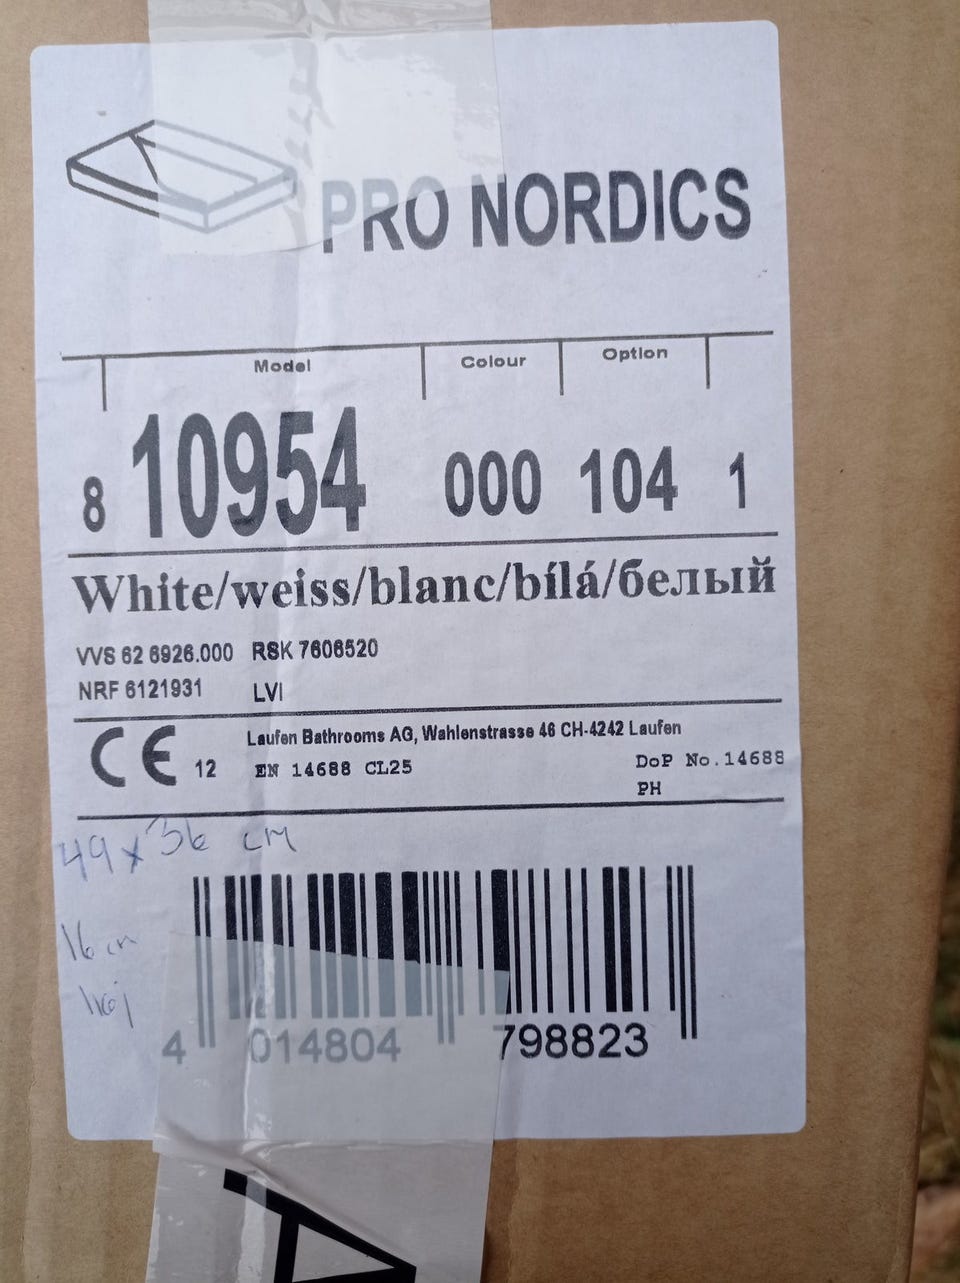 PRO NORDICS
Model Colour Option
8 10954 000 104 1
White/weiss/blanc/bílá/белый
VVS 62 6926.000 RSK 7606520
NRF 6121931 LVI
CE 12 Laufen Bathrooms AG, Wahlenstrasse 46 CH-4242 Laufen
EN 14688 CL25 DoP No.14688
PH
49 x 36 cm
16 cm
høj
4 014804 798823
A